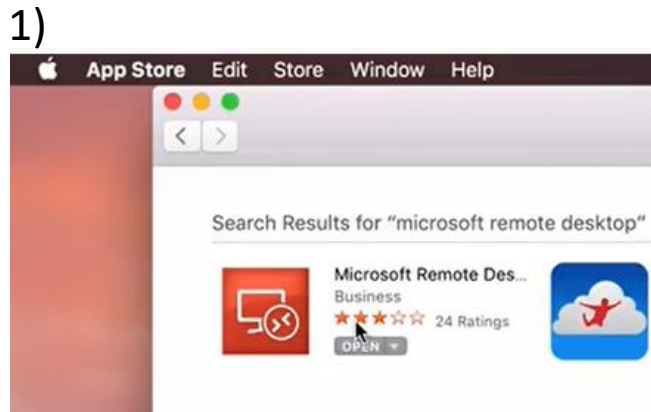 1)
App Store Edit Store Window Help
Search Results for "microsoft remote desktop"
Microsoft Remote Des...
Business
24 Ratings
OPEN